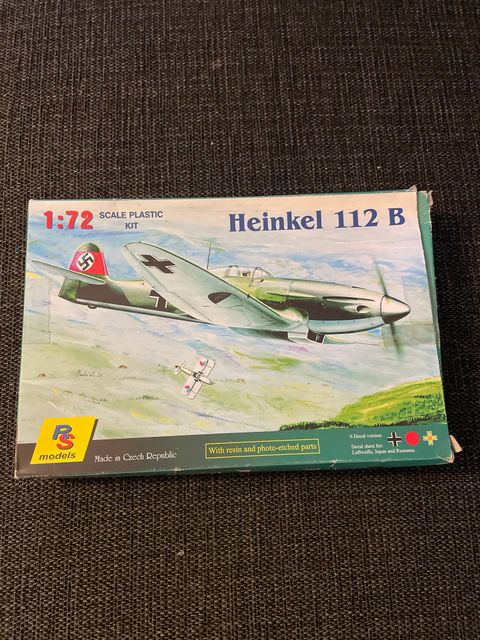 1:72 SCALE PLASTIC
KIT
Heinkel 112 B
RS
models
Made in Czech Republic
With resin and photo-etched parts
6 Decal version
Decal sheet for:
Luftwaffe, Japan and Rumania